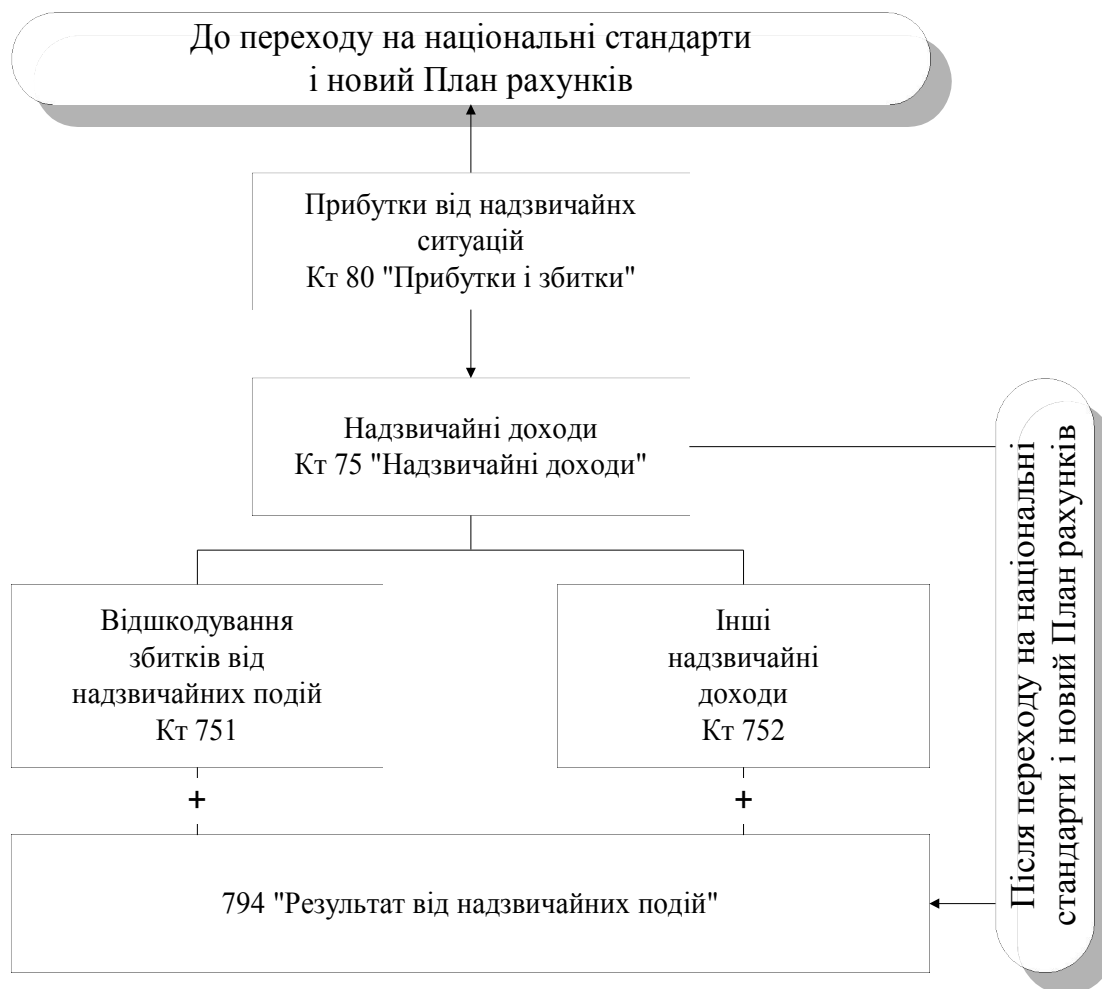 До переходу на національні стандарти
і новий План рахунків
Прибутки від надзвичайнх
ситуацій
Кт 80 "Прибутки і збитки"
Надзвичайні доходи
Кт 75 "Надзвичайні доходи"
Після переходу на національні
стандарти і новий План рахунків
Відшкодування
збитків від
надзвичайних подій
Кт 751
Інші
надзвичайні
доходи
Кт 752
+
+
794 "Результат від надзвичайних подій"